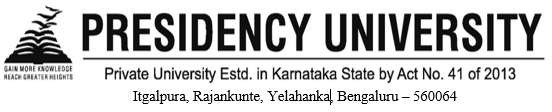 PRESIDENCY UNIVERSITY
GAIN MORE KNOWLEDGE
REACH GREATER HEIGHTS
Private University Estd. in Karnataka State by Act No. 41 of 2013
Itgalpura, Rajankunte, Yelahanka, Bengaluru – 560064